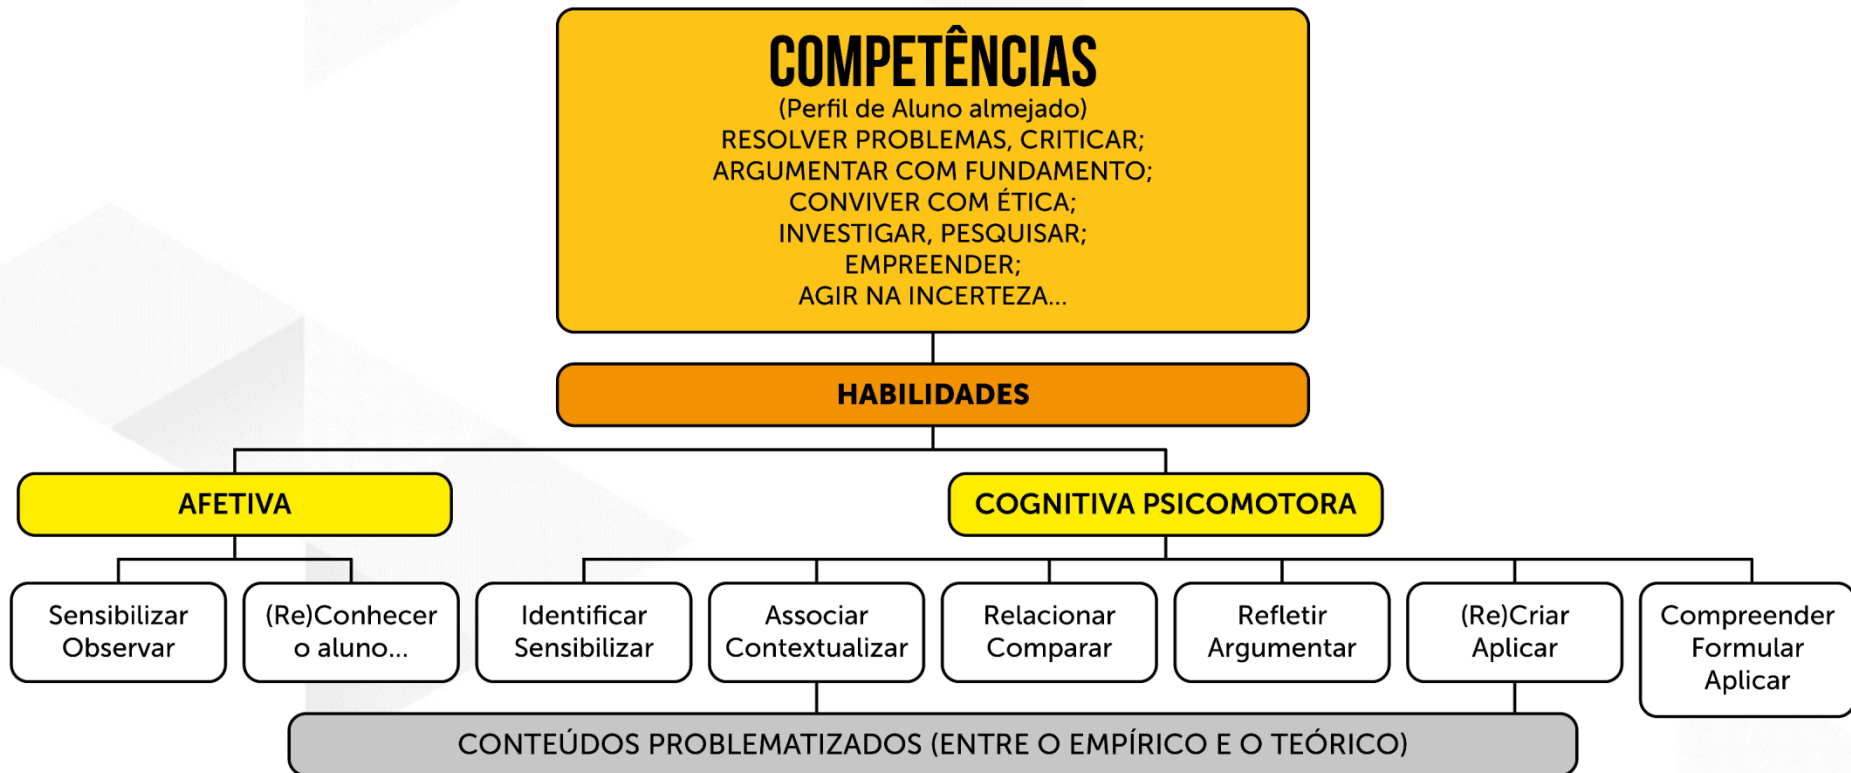 COMPETÊNCIAS
(Perfil de Aluno almejado)
RESOLVER PROBLEMAS, CRITICAR;
ARGUMENTAR COM FUNDAMENTO;
CONVIVER COM ÉTICA;
INVESTIGAR, PESQUISAR;
EMPREENDER;
AGIR NA INCERTEZA...
HABILIDADES
AFETIVA
COGNITIVA PSICOMOTORA
Sensibilizar
Observar
(Re)Conhecer
o aluno...
Identificar
Sensibilizar
Associar
Contextualizar
Relacionar
Comparar
Refletir
Argumentar
(Re)Criar
Aplicar
Compreender
Formular
Aplicar
CONTEÚDOS PROBLEMATIZADOS (ENTRE O EMPÍRICO E O TEÓRICO)